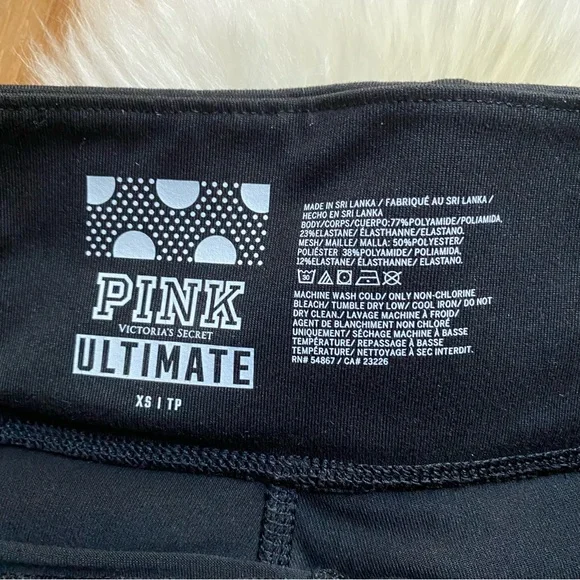 PINK
VICTORIA'S SECRET
ULTIMATE
XS | TP
MADE IN SRI LANKA / FABRIQUÉ AU SRI LANKA /
HECHO EN SRI LANKA
BODY/CORPS/CUERPO:77%POLYAMIDE/POLIAMIDA,
23%ELASTANE/ ÉLASTHANNE/ELASTANO.
MESH/ MAILLE/ MALLA: 50%POLYESTER/
POLIÉSTER 38%POLYAMIDE/ POLIAMIDE,
12%ELASTANE/ ÉLASTHANNE/ ELASTANO.
30
MACHINE WASH COLD/ ONLY NON-CHLORINE
BLEACH/ TUMBLE DRY LOW/ COOL IRON/ DO NOT
DRY CLEAN./ LAVAGE MACHINE À FROID/
AGENT DE BLANCHIMENT NON CHLORÉ
UNIQUEMENT/ SÉCHER MACHINE À BASSE
TEMPÉRATURE/ REPASSAGE À BASSE
TEMPÉRATURE/ NETTOYAGE À SEC INTERDIT.
RN# 54867 / CA# 23226